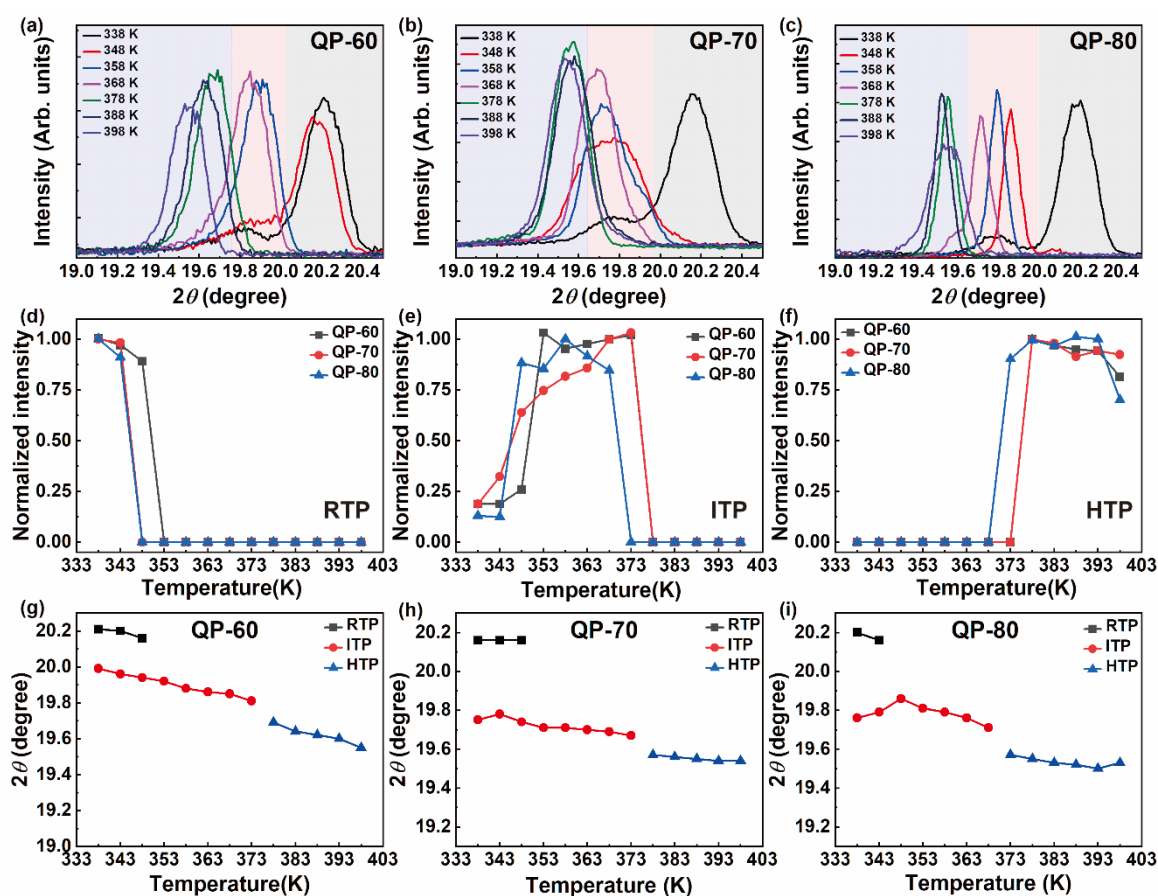 (a)
QP-60
338 K
348 K
358 K
368 K
378 K
388 K
398 K
Intensity (Arb. units)
19.0 19.2 19.4 19.6 19.8 20.0 20.2 20.4
2θ (degree)
(b)
QP-70
338 K
348 K
358 K
368 K
378 K
388 K
398 K
Intensity (Arb. units)
19.0 19.2 19.4 19.6 19.8 20.0 20.2 20.4
2θ (degree)
(c)
QP-80
338 K
348 K
358 K
368 K
378 K
388 K
398 K
Intensity (Arb. units)
19.0 19.2 19.4 19.6 19.8 20.0 20.2 20.4
2θ (degree)
(d)
QP-60
QP-70
QP-80
RTP
Normalized intensity
1.00
0.75
0.50
0.25
0.00
333 343 353 363 373 383 393 403
Temperature(K)
(e)
QP-60
QP-70
QP-80
ITP
Normalized intensity
1.00
0.75
0.50
0.25
0.00
333 343 353 363 373 383 393 403
Temperature(K)
(f)
QP-60
QP-70
QP-80
HTP
Normalized intensity
1.00
0.75
0.50
0.25
0.00
333 343 353 363 373 383 393 403
Temperature(K)
(g)
QP-60
RTP
ITP
HTP
2θ (degree)
20.2
20.0
19.8
19.6
19.4
19.2
19.0
333 343 353 363 373 383 393 403
Temperature (K)
(h)
QP-70
RTP
ITP
HTP
2θ (degree)
20.2
19.9
19.6
19.4
19.1
333 343 353 363 373 383 393 403
Temperature (K)
(i)
QP-80
RTP
ITP
HTP
2θ (degree)
20.2
19.9
19.6
19.4
19.1
333 343 353 363 373 383 393 403
Temperature (K)